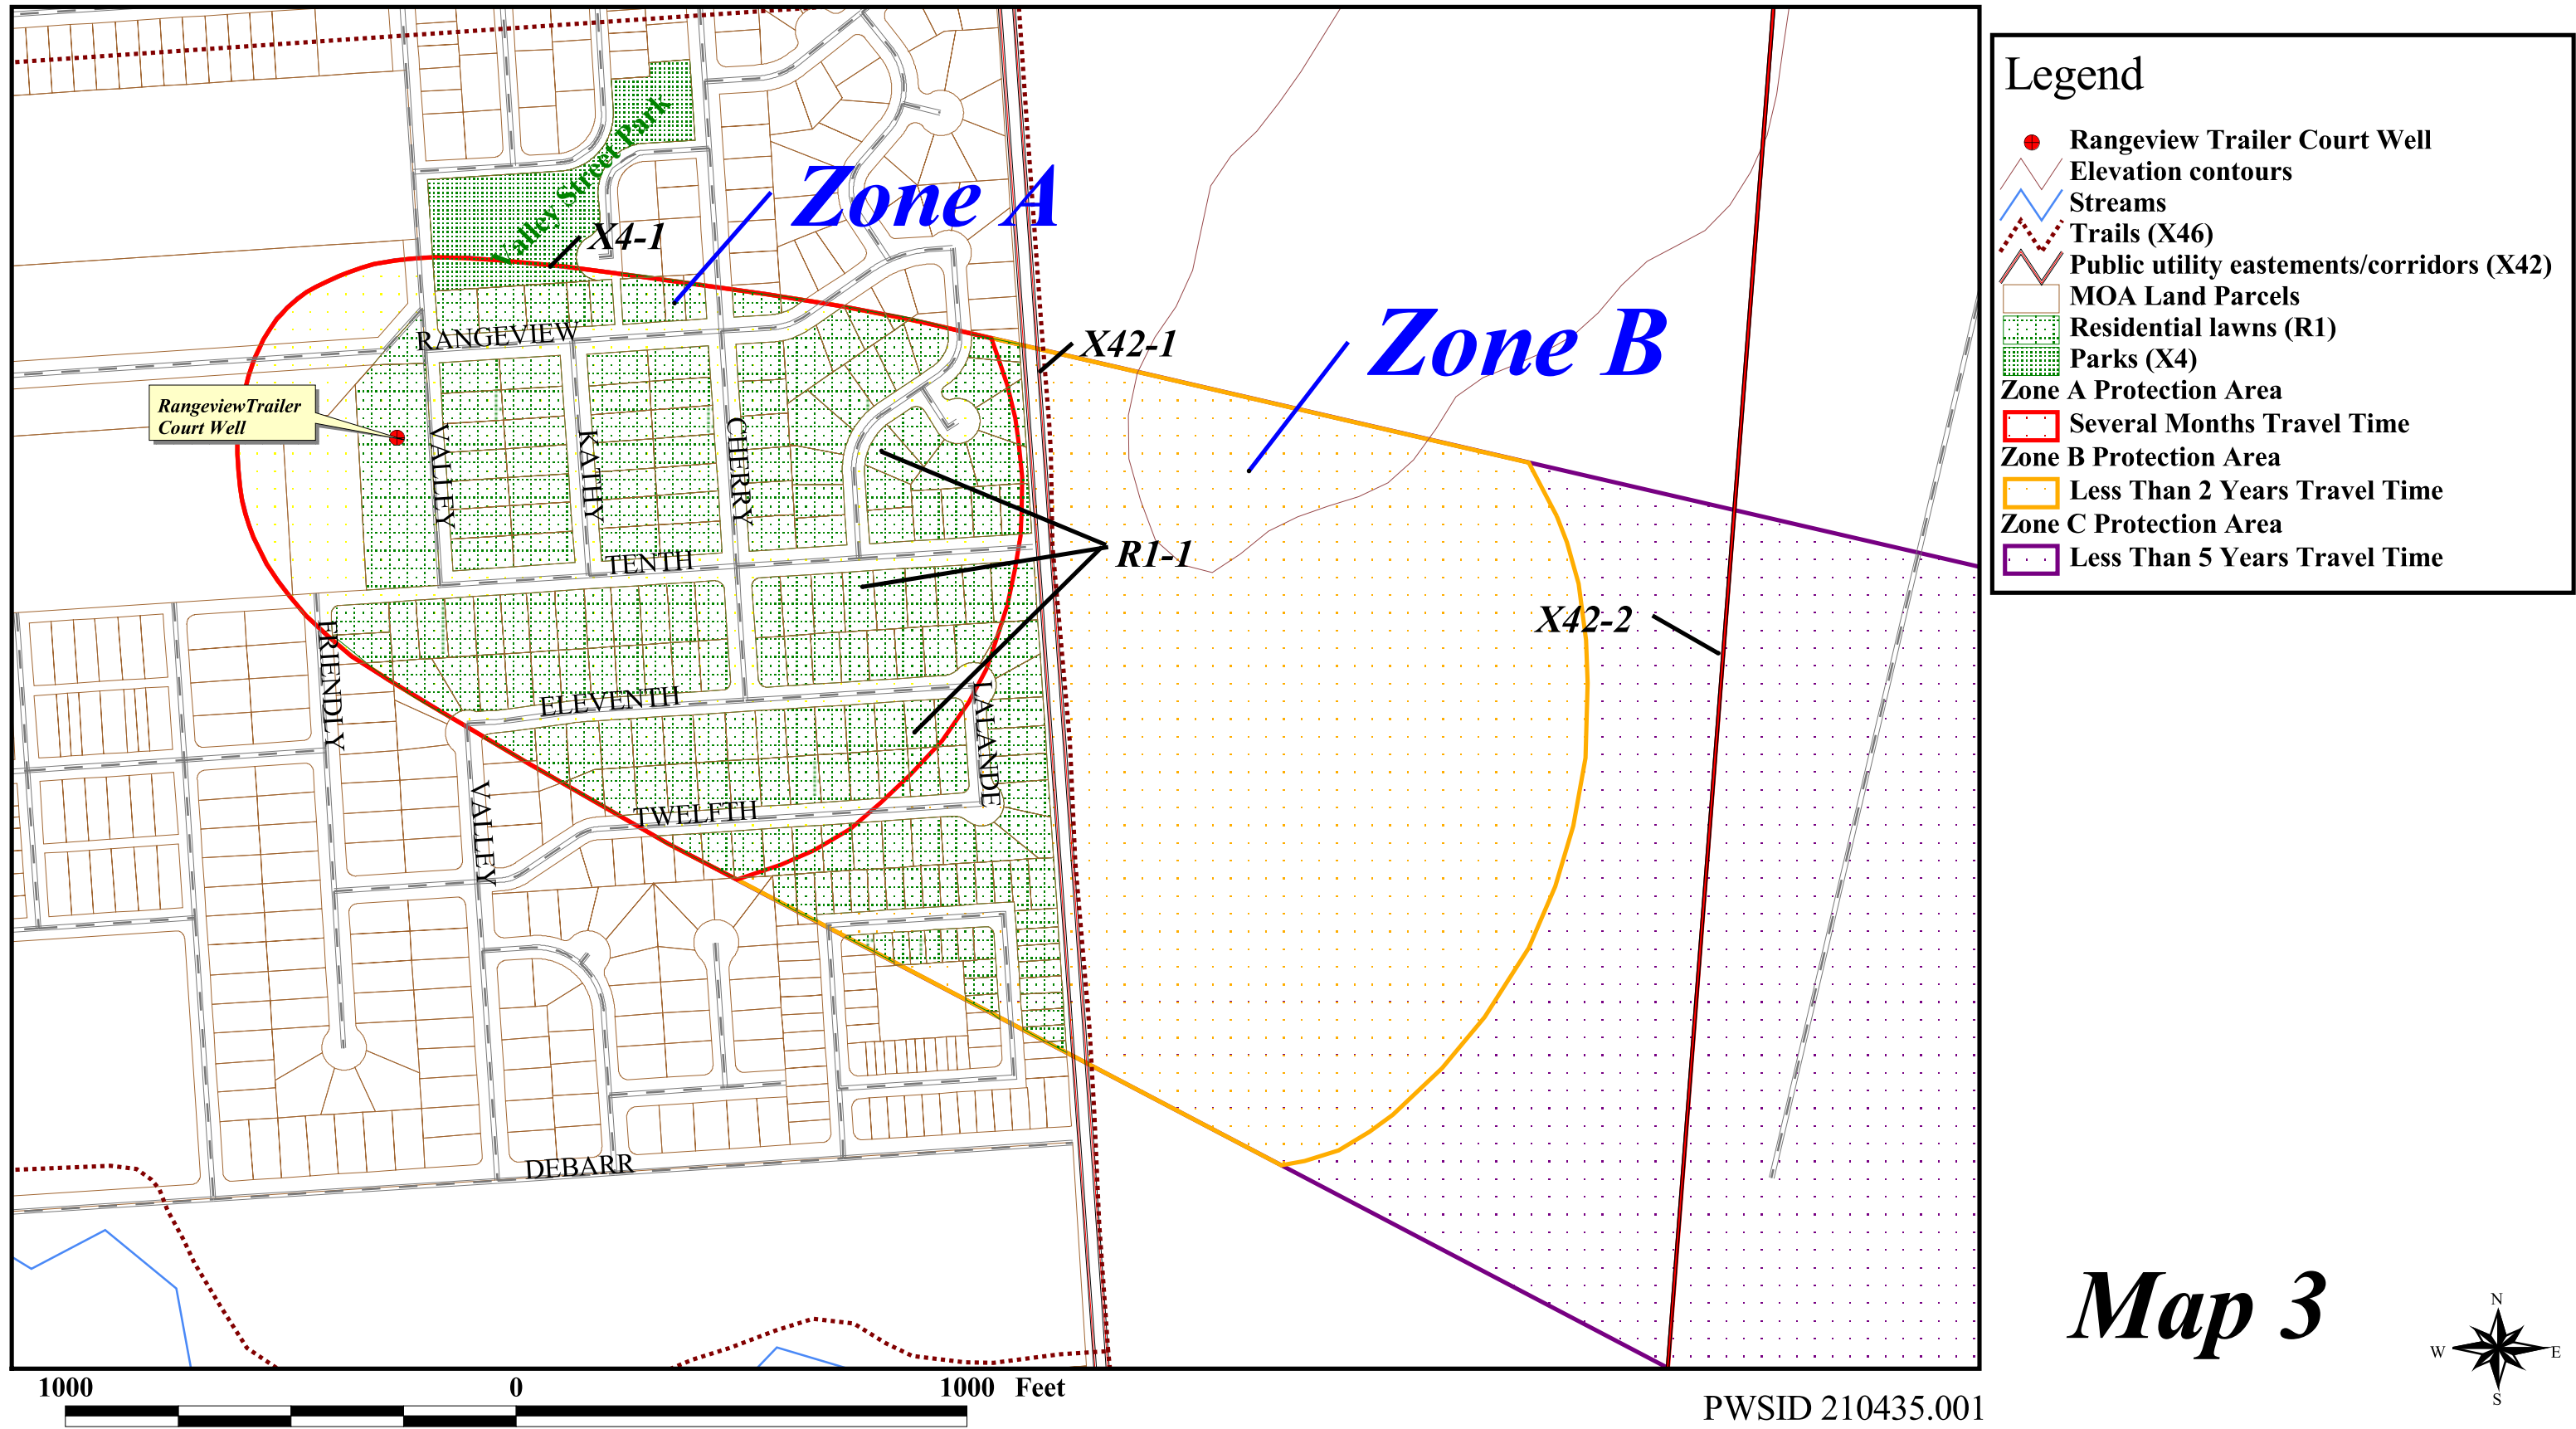 Valley Street Park
X4-1
Zone A
RANGEVIEW
X42-1
Zone B
RangeviewTrailer
Court Well
VALLEY
KATHY
CHERRY
TENTH
R1-1
X42-2
FRIENDLY
ELEVENTH
LALANDE
VALLEY
TWELFTH
DEBARR
Legend
Rangeview Trailer Court Well
Elevation contours
Streams
Trails (X46)
Public utility eastements/corridors (X42)
MOA Land Parcels
Residential lawns (R1)
Parks (X4)
Zone A Protection Area
Several Months Travel Time
Zone B Protection Area
Less Than 2 Years Travel Time
Zone C Protection Area
Less Than 5 Years Travel Time
Map 3
N
W E
S
1000 0 1000 Feet
PWSID 210435.001